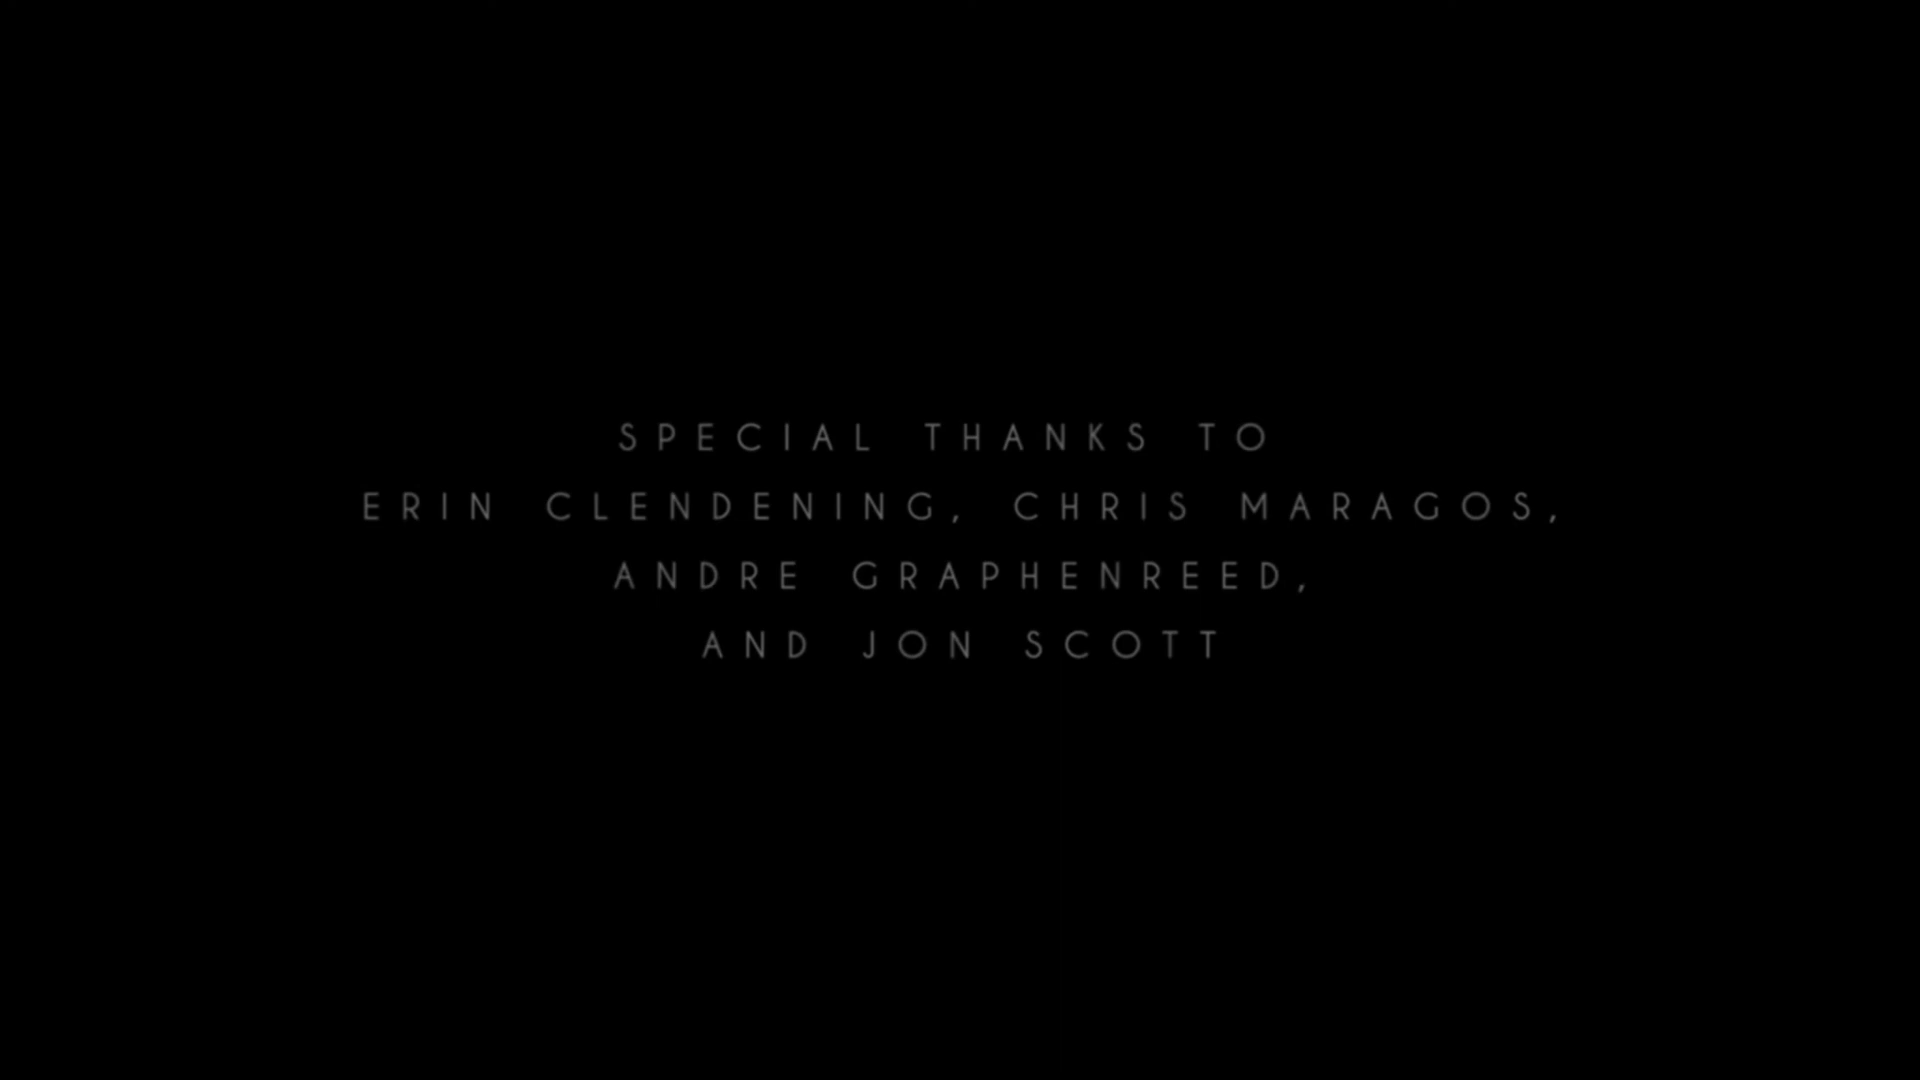 SPECIAL THANKS TO
ERIN CLENDENING, CHRIS MARAGOS,
ANDRE GRAPHENREED,
AND JON SCOTT